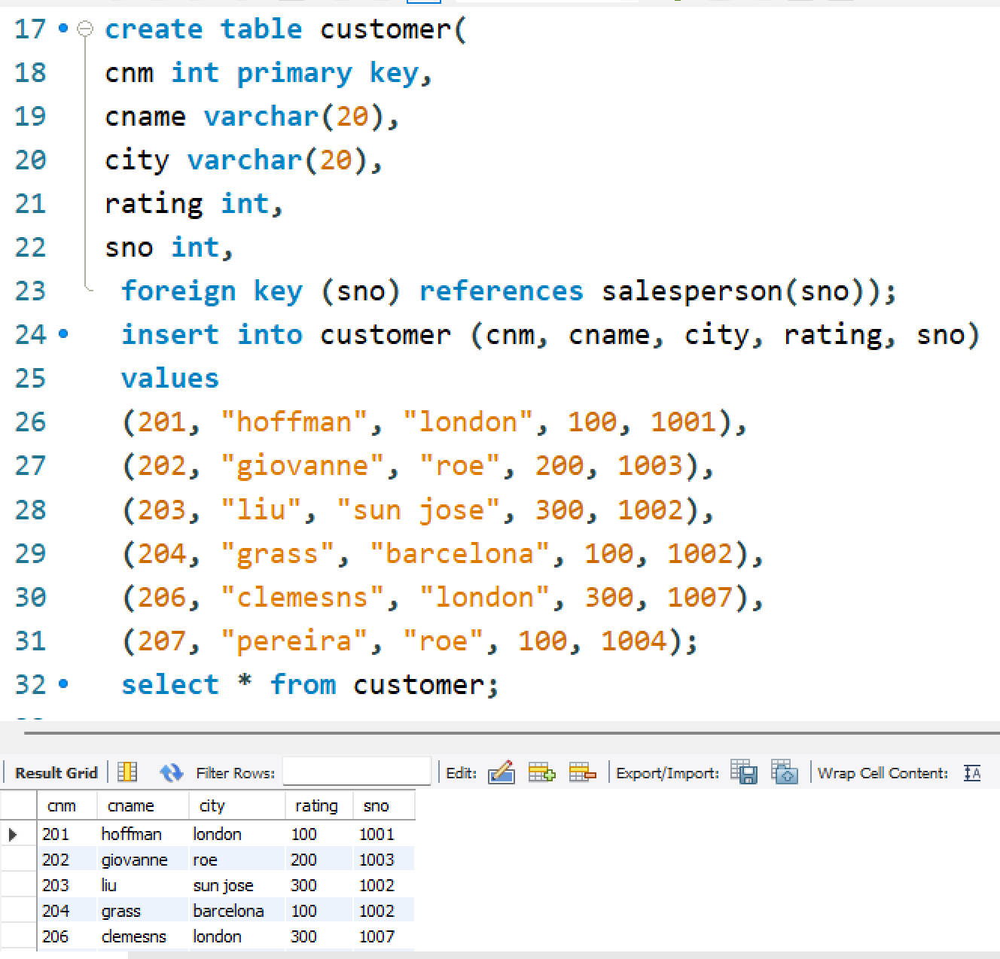 17 create table customer(
18 cnm int primary key,
19 cname varchar(20),
20 city varchar(20),
21 rating int,
22 sno int,
23 foreign key (sno) references salesperson(sno));
24 insert into customer (cnm, cname, city, rating, sno)
25 values
26 (201, "hoffman", "london", 100, 1001),
27 (202, "giovanne", "roe", 200, 1003),
28 (203, "liu", "sun jose", 300, 1002),
29 (204, "grass", "barcelona", 100, 1002),
30 (206, "clemesns", "london", 300, 1007),
31 (207, "pereira", "roe", 100, 1004);
32 select * from customer;
Result Grid Filter Rows: Edit: Export/Import: Wrap Cell Content: IA
cnm cname city rating sno
201 hoffman london 100 1001
202 giovanne roe 200 1003
203 liu sun jose 300 1002
204 grass barcelona 100 1002
206 clemesns london 300 1007